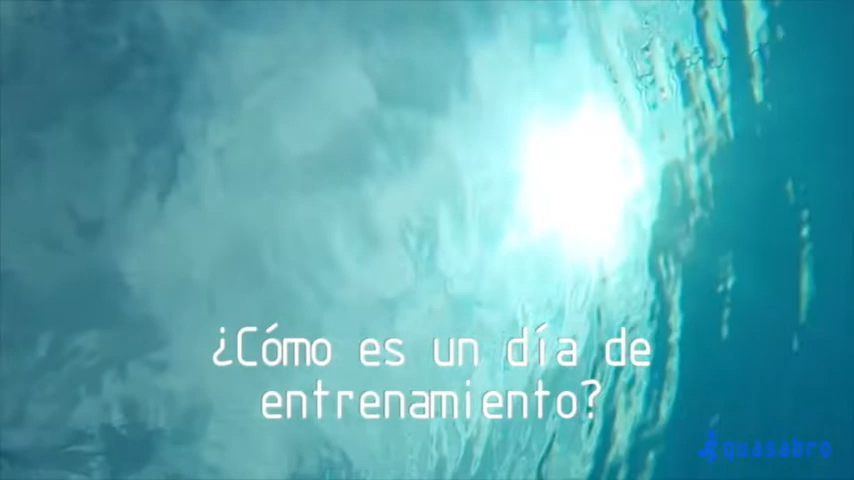 ¿Cómo es un día de
entrenamiento?
Aquasabro